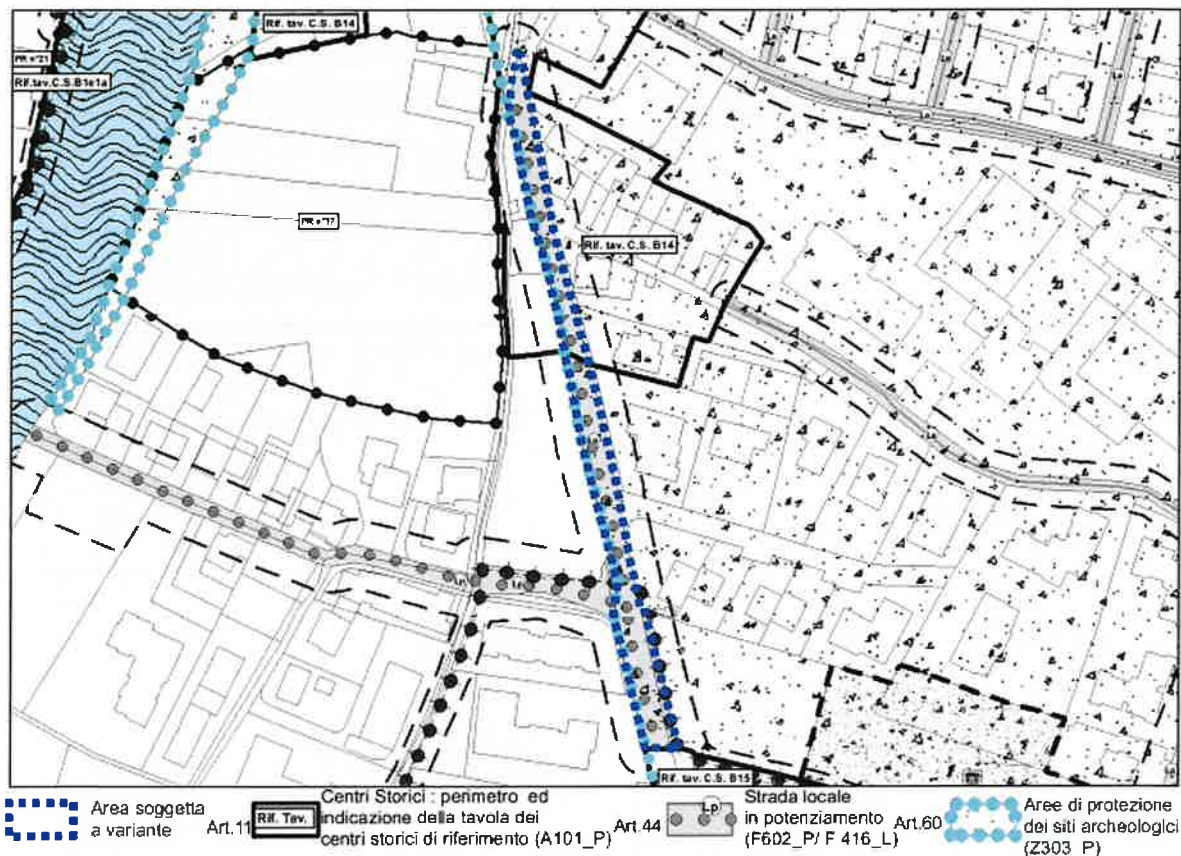 Rif. tav. C.S. B14
PR n°21
Rif.tav.C.S.B1e1a
PR n°17
Rif. tav. C.S. B14
Rif. tav. C.S. B15
Area soggetta
a variante
Art.11
Rif. Tav.
Centri Storici : perimetro ed
indicazione della tavola dei
centri storici di riferimento (A101_P)
Art.44
Lp
Strada locale
in potenziamento
(F602_P/ F 416_L)
Art.60
Aree di protezione
dei siti archeologici
(Z303_P)